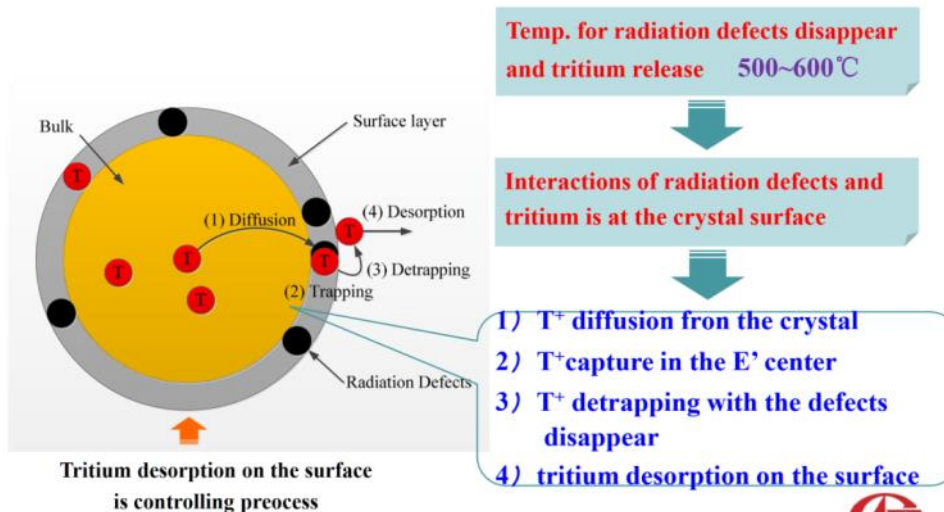 Bulk
Surface layer
(1) Diffusion
(4) Desorption
(3) Detrapping
(2) Trapping
T
T
T
T
T
T
Radiation Defects
Tritium desorption on the surface
is controlling preocess
Temp. for radiation defects disappear
and tritium release 500~600℃
Interactions of radiation defects and
tritium is at the crystal surface
1）T⁺ diffusion fron the crystal
2）T⁺capture in the E’ center
3）T⁺ detrapping with the defects
disappear
4）tritium desorption on the surface